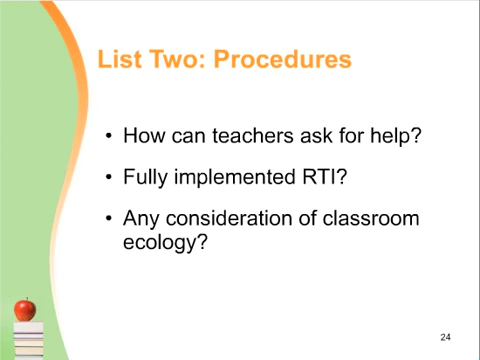 List Two: Procedures
• How can teachers ask for help?
• Fully implemented RTI?
• Any consideration of classroom
ecology?
24